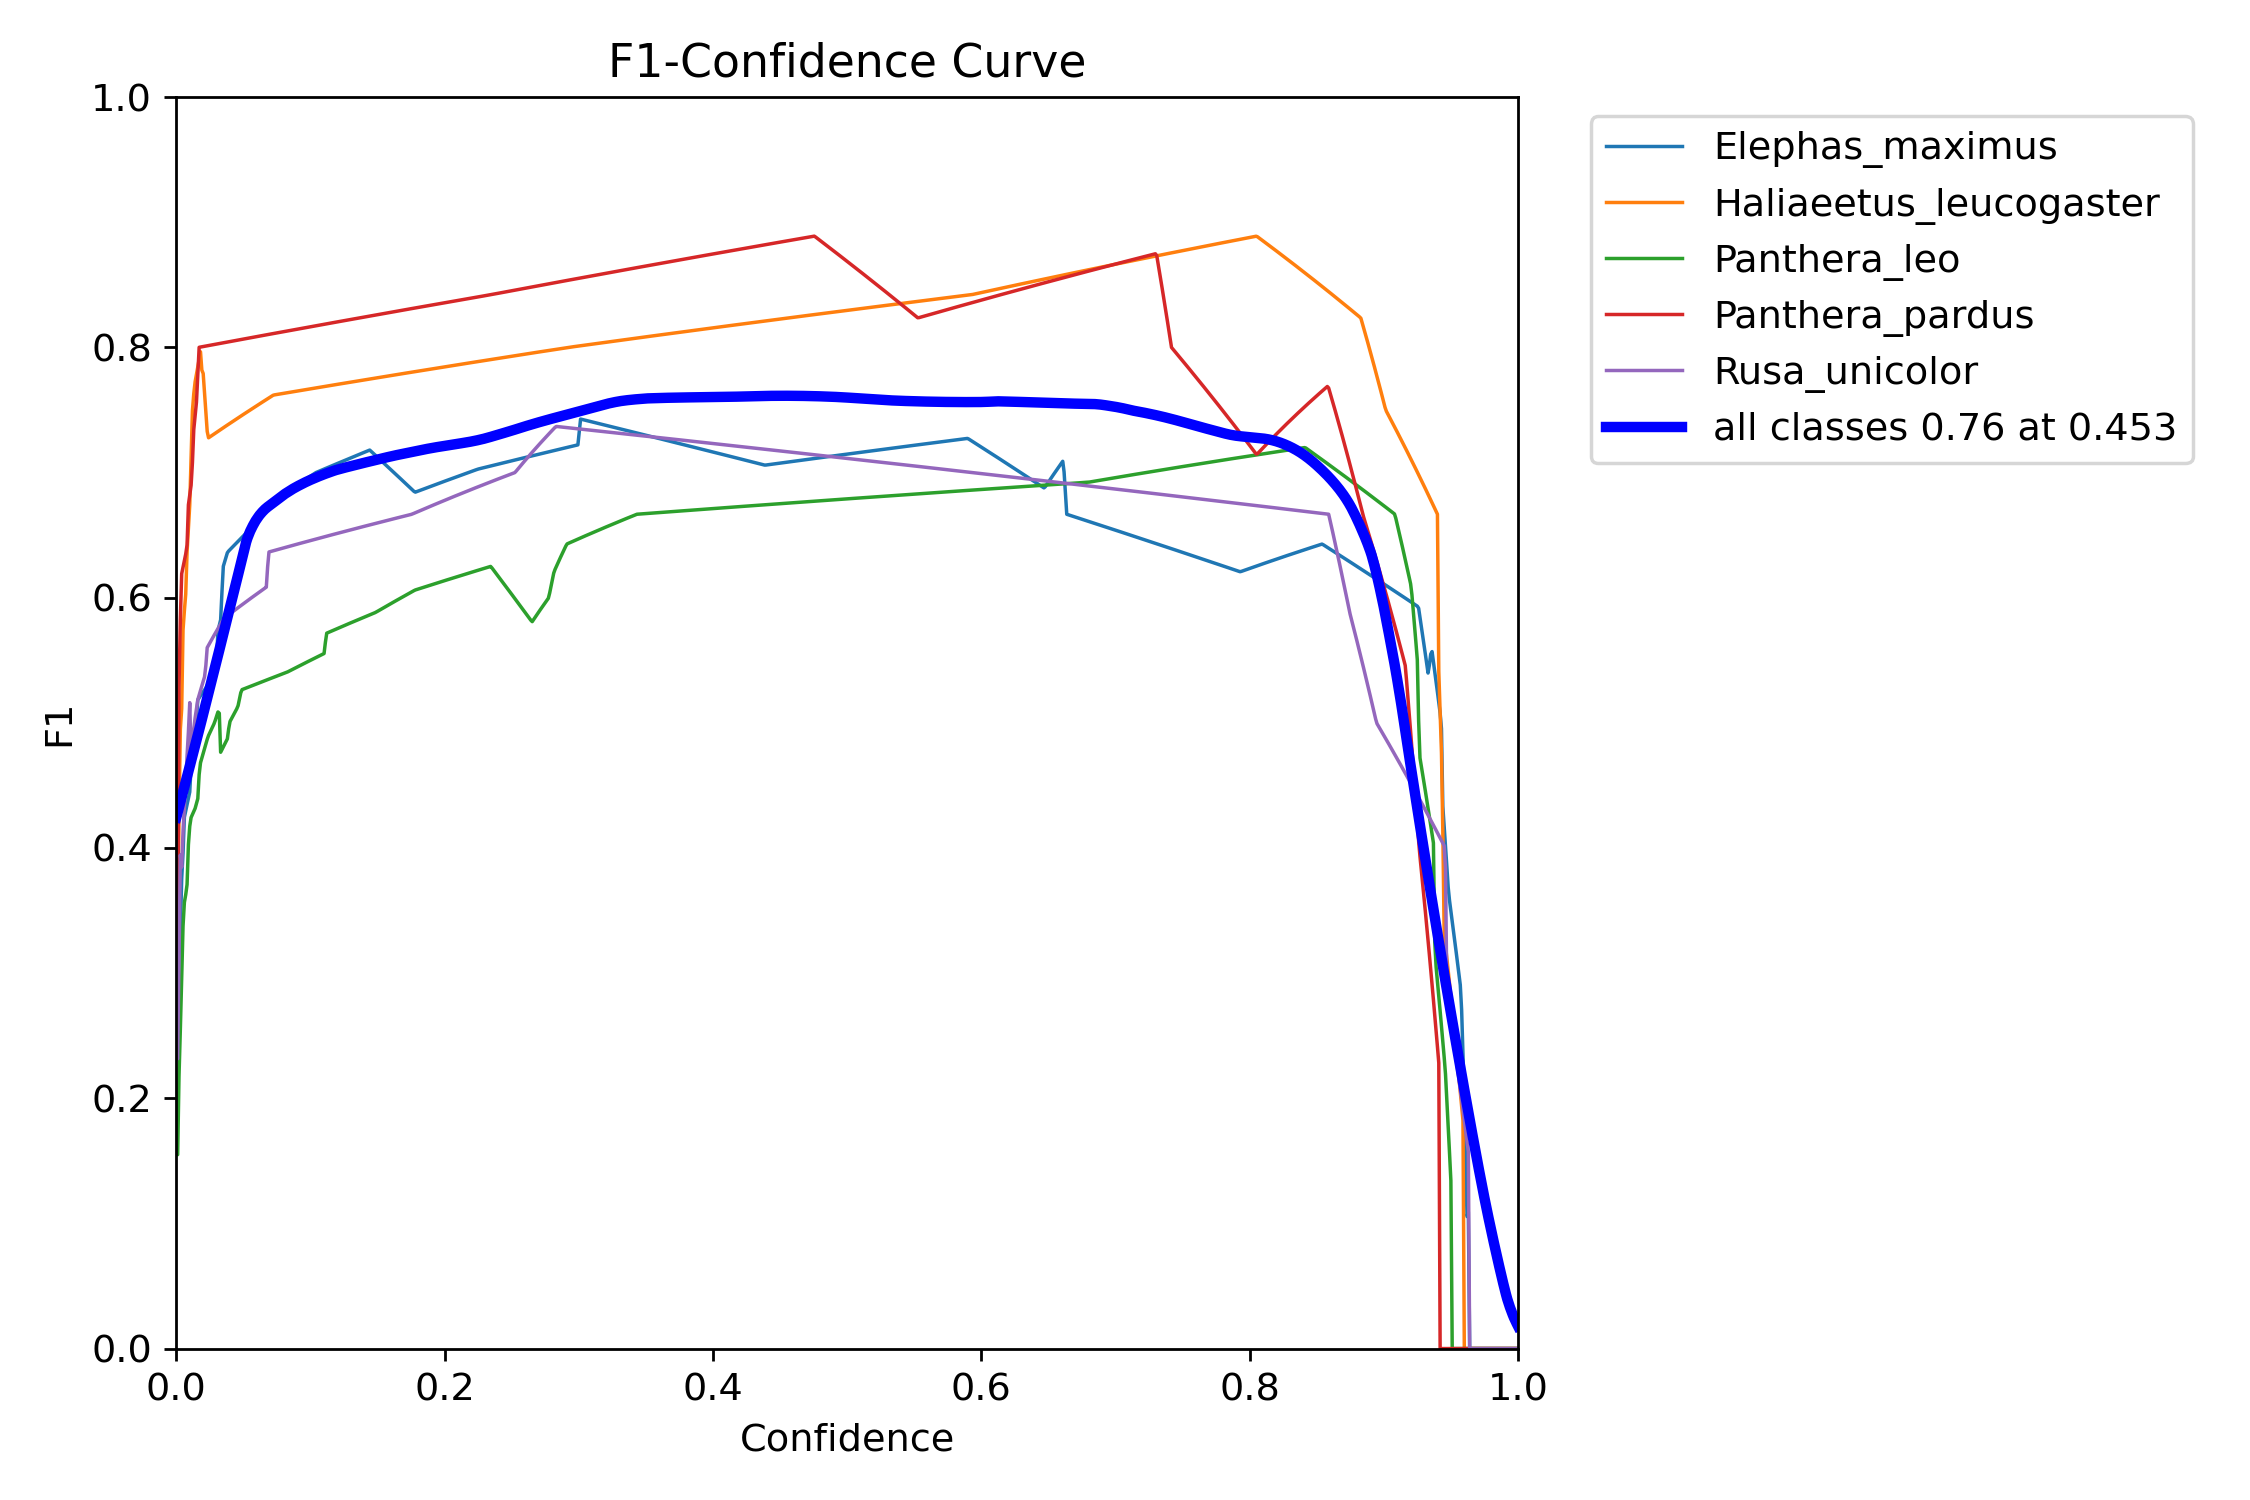 F1-Confidence Curve
1.0
0.8
0.6
0.4
0.2
0.0
F1
0.0 0.2 0.4 0.6 0.8 1.0
Confidence
Elephas_maximus
Haliaeetus_leucogaster
Panthera_leo
Panthera_pardus
Rusa_unicolor
all classes 0.76 at 0.453